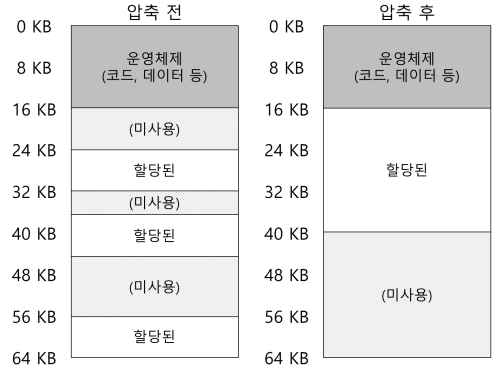 압축 전
0 KB
8 KB
16 KB
24 KB
32 KB
40 KB
48 KB
56 KB
64 KB
운영체제
(코드, 데이터 등)
(미사용)
할당된
(미사용)
할당된
(미사용)
할당된
압축 후
0 KB
8 KB
16 KB
24 KB
32 KB
40 KB
48 KB
56 KB
64 KB
운영체제
(코드, 데이터 등)
할당된
(미사용)